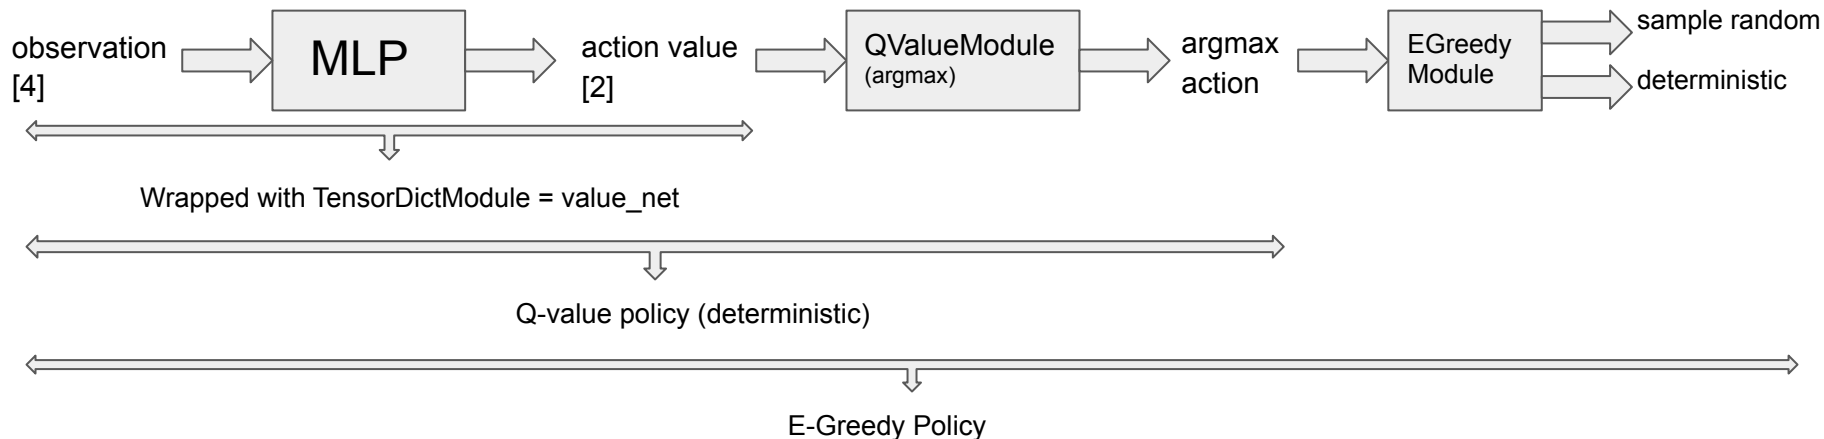 observation
[4]
MLP
action value
[2]
QValueModule
(argmax)
argmax
action
EGreedy
Module
sample random
deterministic
Wrapped with TensorDictModule = value_net
Q-value policy (deterministic)
E-Greedy Policy